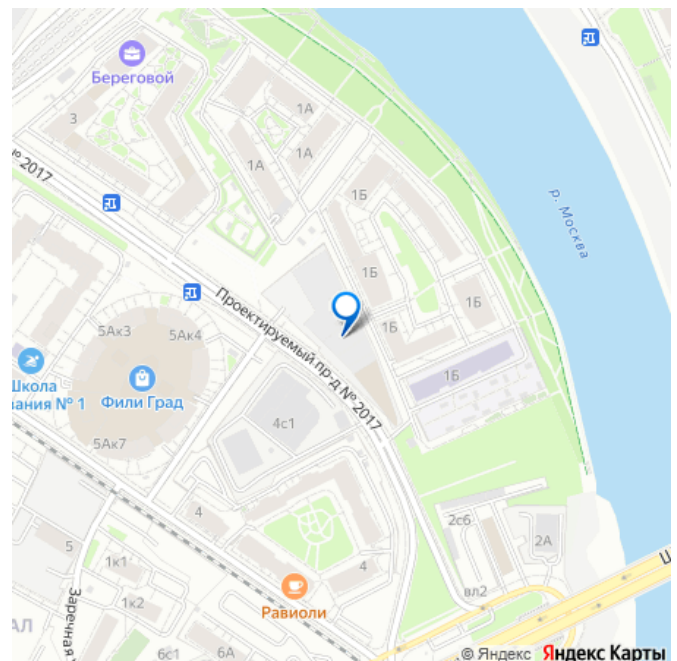 Береговой
3
1А
1А
1А
№ 2017
1Б
р. Москва
1Б
1Б
1Б
Проектируемый пр-д № 2017
5Ак3
5Ак4
Школа
вания № 1
Фили Град
1Б
4с1
5Ак7
4
2с6
2А
5
1к1
4
вл2
Равиоли
1к2
Заречная
АЛ
6с1
6А
© Яндекс Яндекс Карты